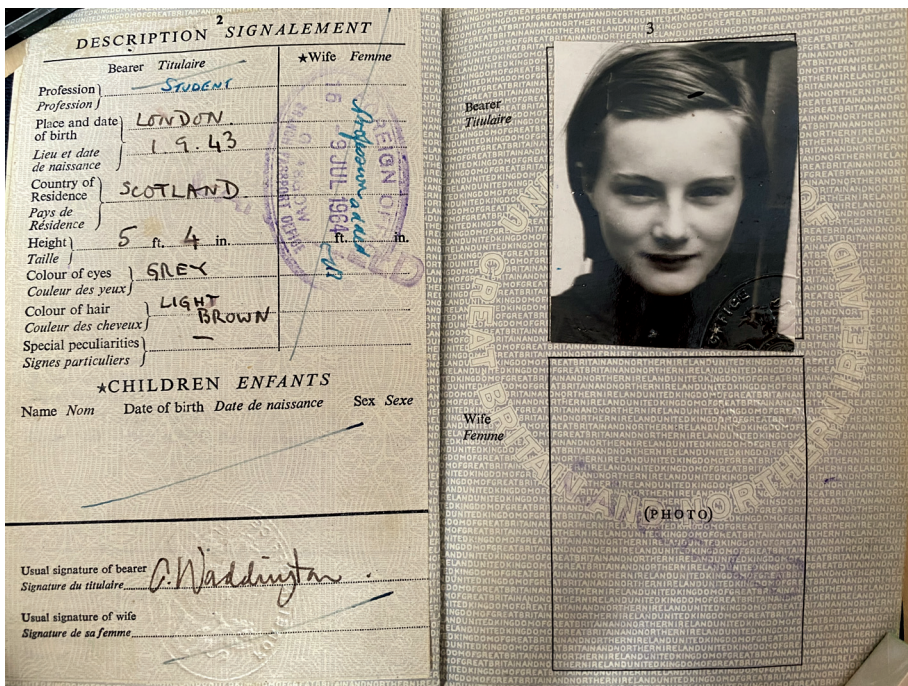 2
DESCRIPTION SIGNALEMENT
Bearer Titulaire
★Wife Femme
Profession
Profession
STUDENT
Place and date
of birth
LONDON.
Lieu et date
de naissance
1.9.43
Country of
Residence
SCOTLAND
Pays de
Résidence
Height
Taille
5 ft. 4 in.
ft. in.
Colour of eyes
Couleur des yeux
GREY
Colour of hair
Couleur des cheveux
LIGHT
BROWN
Special peculiarities
Signes particuliers
—
9 JUL 1964
★CHILDREN ENFANTS
Name Nom Date of birth Date de naissance Sex Sexe
Usual signature of bearer
Signature du titulaire
C. Waddington.
Usual signature of wife
Signature de sa femme
3
Bearer
Titulaire
Wife
Femme
(PHOTO)
GREAT BRITAIN AND NORTHERN IRELAND